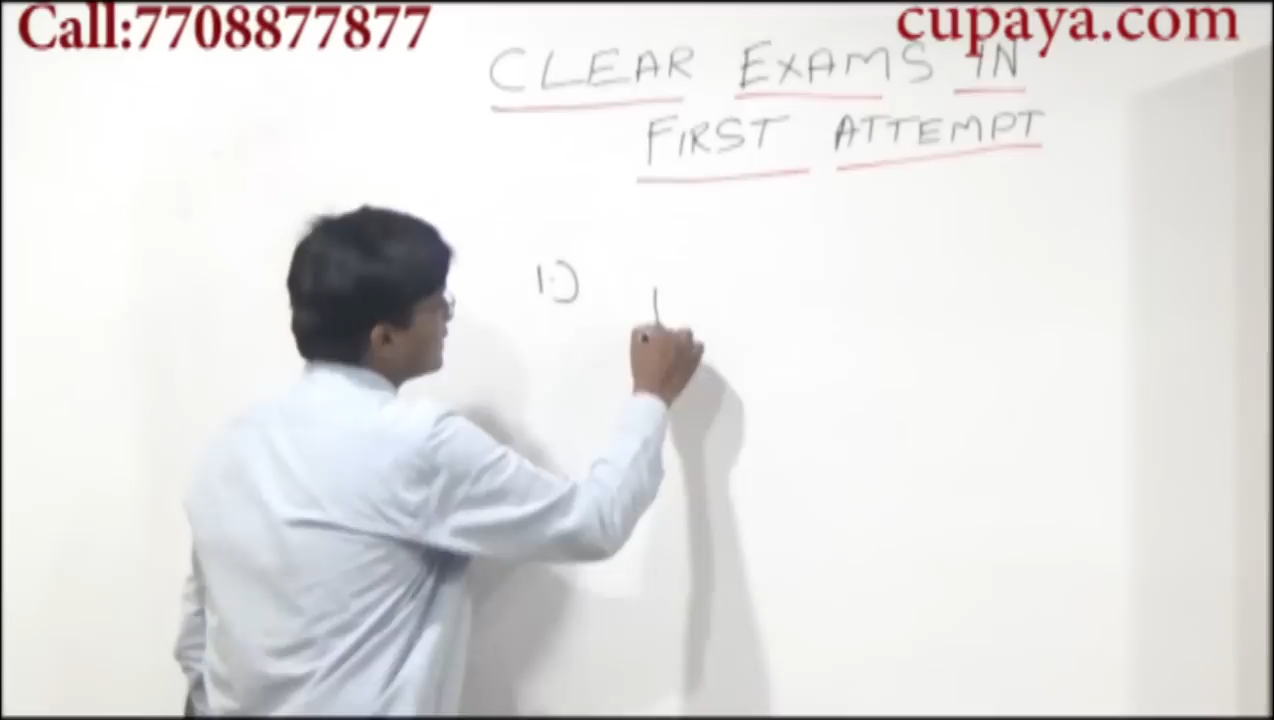 Call:7708877877
cupaya.com
CLEAR EXAMS IN
FIRST ATTEMPT
1.)